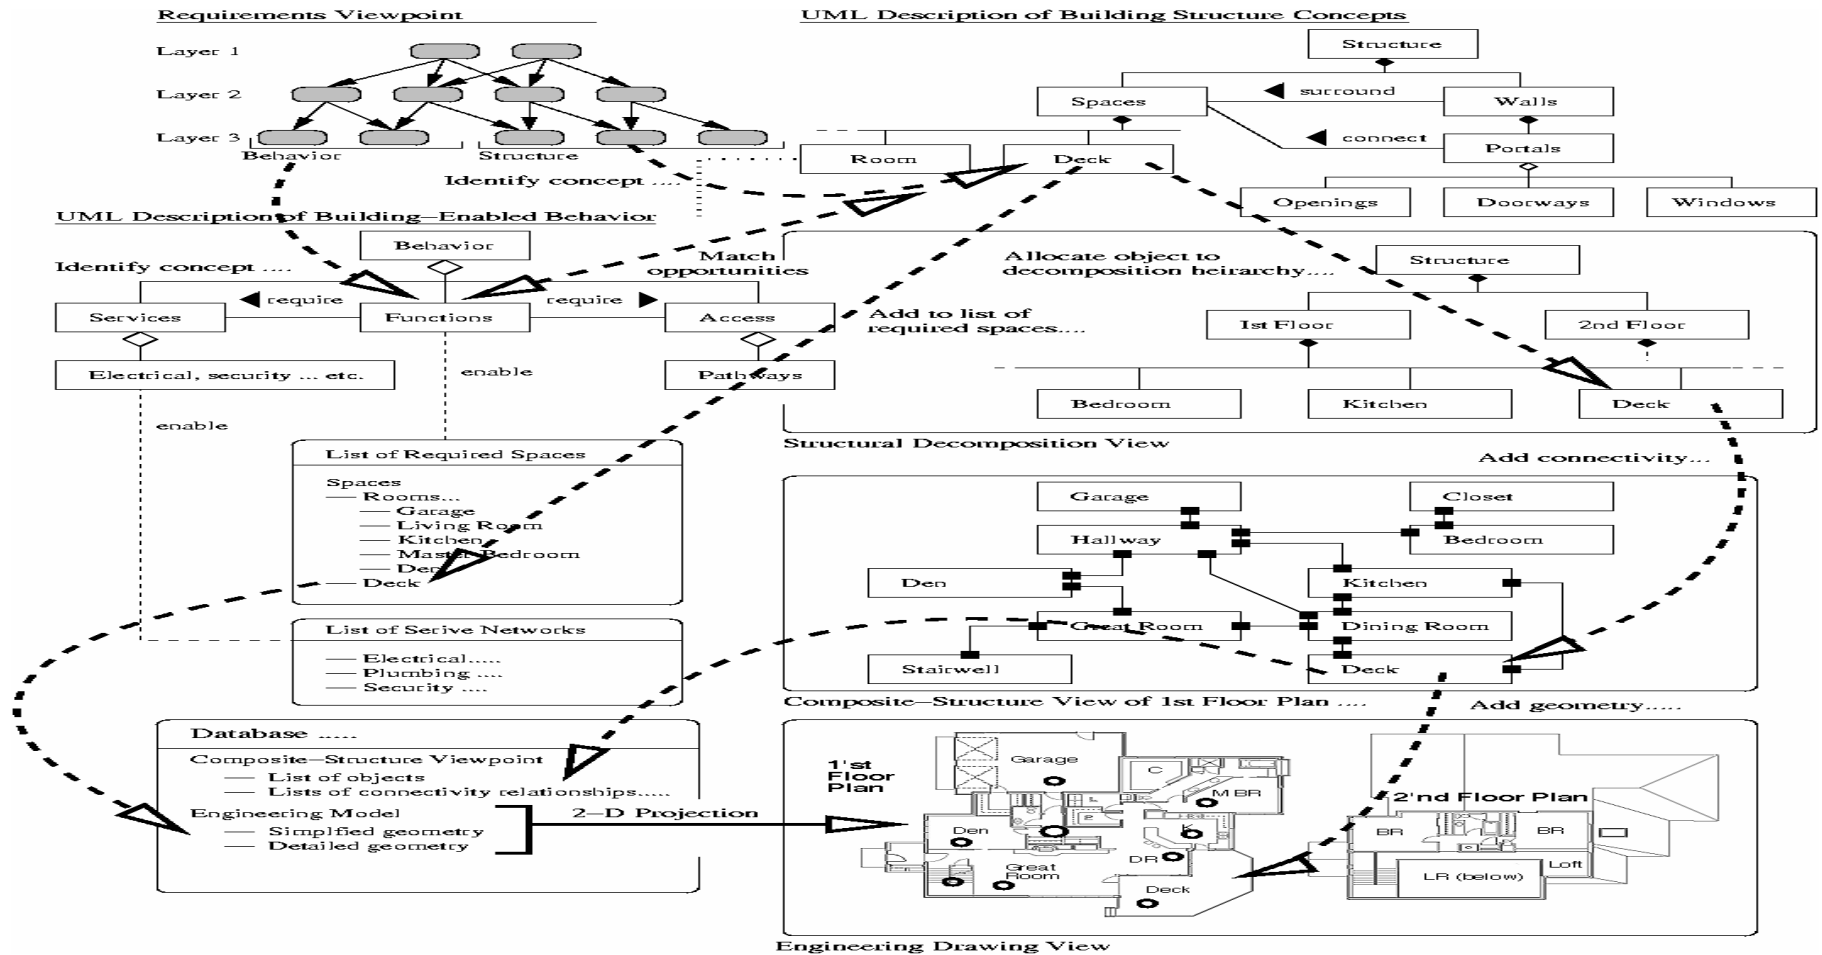 Requirements Viewpoint
Layer 1
Layer 2
Layer 3
Behavior
Structure
Identify concept ....
UML Description of Building Structure Concepts
Structure
Spaces
surround
Walls
connect
Portals
Room
Deck
Openings
Doorways
Windows
UML Description of Building-Enabled Behavior
Behavior
Identify concept ....
Match
opportunities
require
require
Services
Functions
Access
Electrical, security ... etc.
enable
Pathways
enable
Allocate object to
decomposition heirarchy....
Structure
Add to list of
required spaces....
1st Floor
2nd Floor
Bedroom
Kitchen
Deck
Structural Decomposition View
Add connectivity...
List of Required Spaces
Spaces
Rooms...
Garage
Living Room
Kitchen
Master Bedroom
Den
Deck
List of Serive Networks
Electrical.....
Plumbing ....
Security ....
Garage
Closet
Hallway
Bedroom
Den
Kitchen
Great Room
Dining Room
Stairwell
Deck
Composite-Structure View of 1st Floor Plan ....
Add geometry.....
Database .....
Composite-Structure Viewpoint
List of objects
Lists of connectivity relationships.....
Engineering Model
Simplfied geometry
Detailed geometry
2-D Projection
1'st
Floor
Plan
Garage
C
M BR
Den
K
DR
Great
Room
Deck
2'nd Floor Plan
BR
BR
Loft
LR (below)
Engineering Drawing View